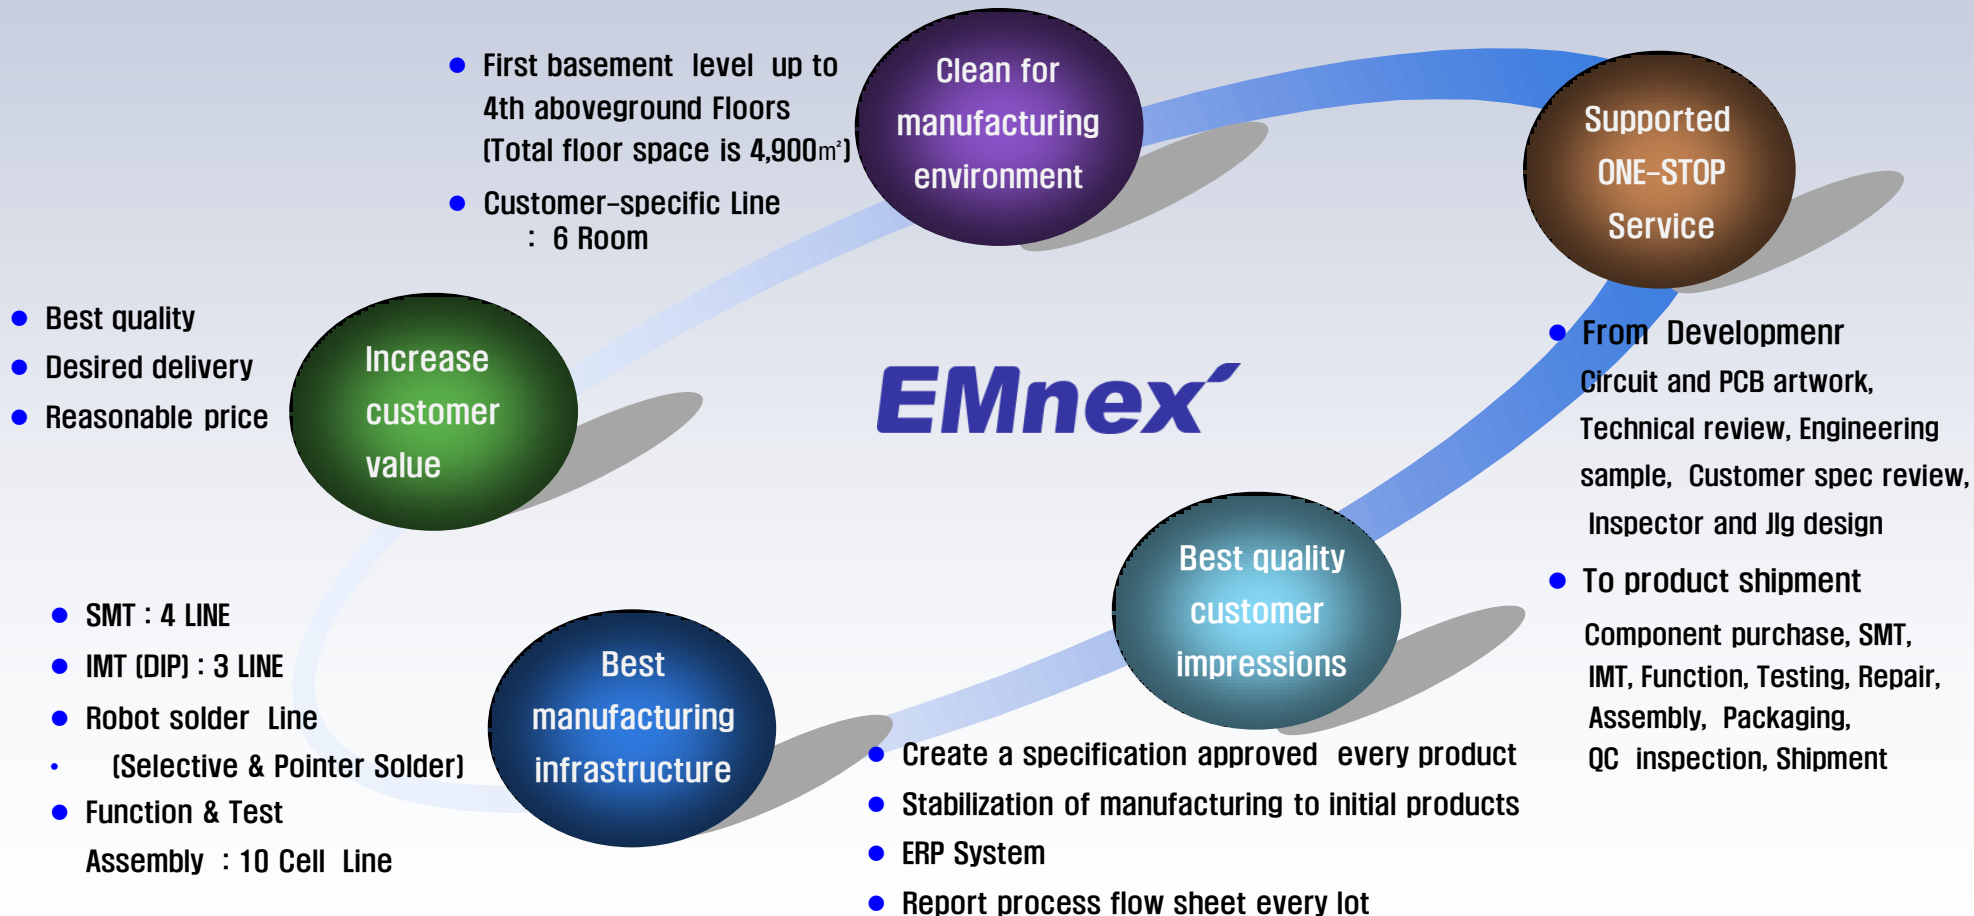 First basement level up to
4th aboveground Floors
(Total floor space is 4,900㎡)
Customer-specific Line
: 6 Room
Clean for
manufacturing
environment
Supported
ONE-STOP
Service
Best quality
Desired delivery
Reasonable price
Increase
customer
value
EMnex
From Developmenr
Circuit and PCB artwork,
Technical review, Engineering
sample, Customer spec review,
Inspector and JIg design
To product shipment
Component purchase, SMT,
IMT, Function, Testing, Repair,
Assembly, Packaging,
QC inspection, Shipment
Best quality
customer
impressions
SMT : 4 LINE
IMT (DIP) : 3 LINE
Robot solder Line
(Selective & Pointer Solder)
Function & Test
Assembly : 10 Cell Line
Best
manufacturing
infrastructure
Create a specification approved every product
Stabilization of manufacturing to initial products
ERP System
Report process flow sheet every lot